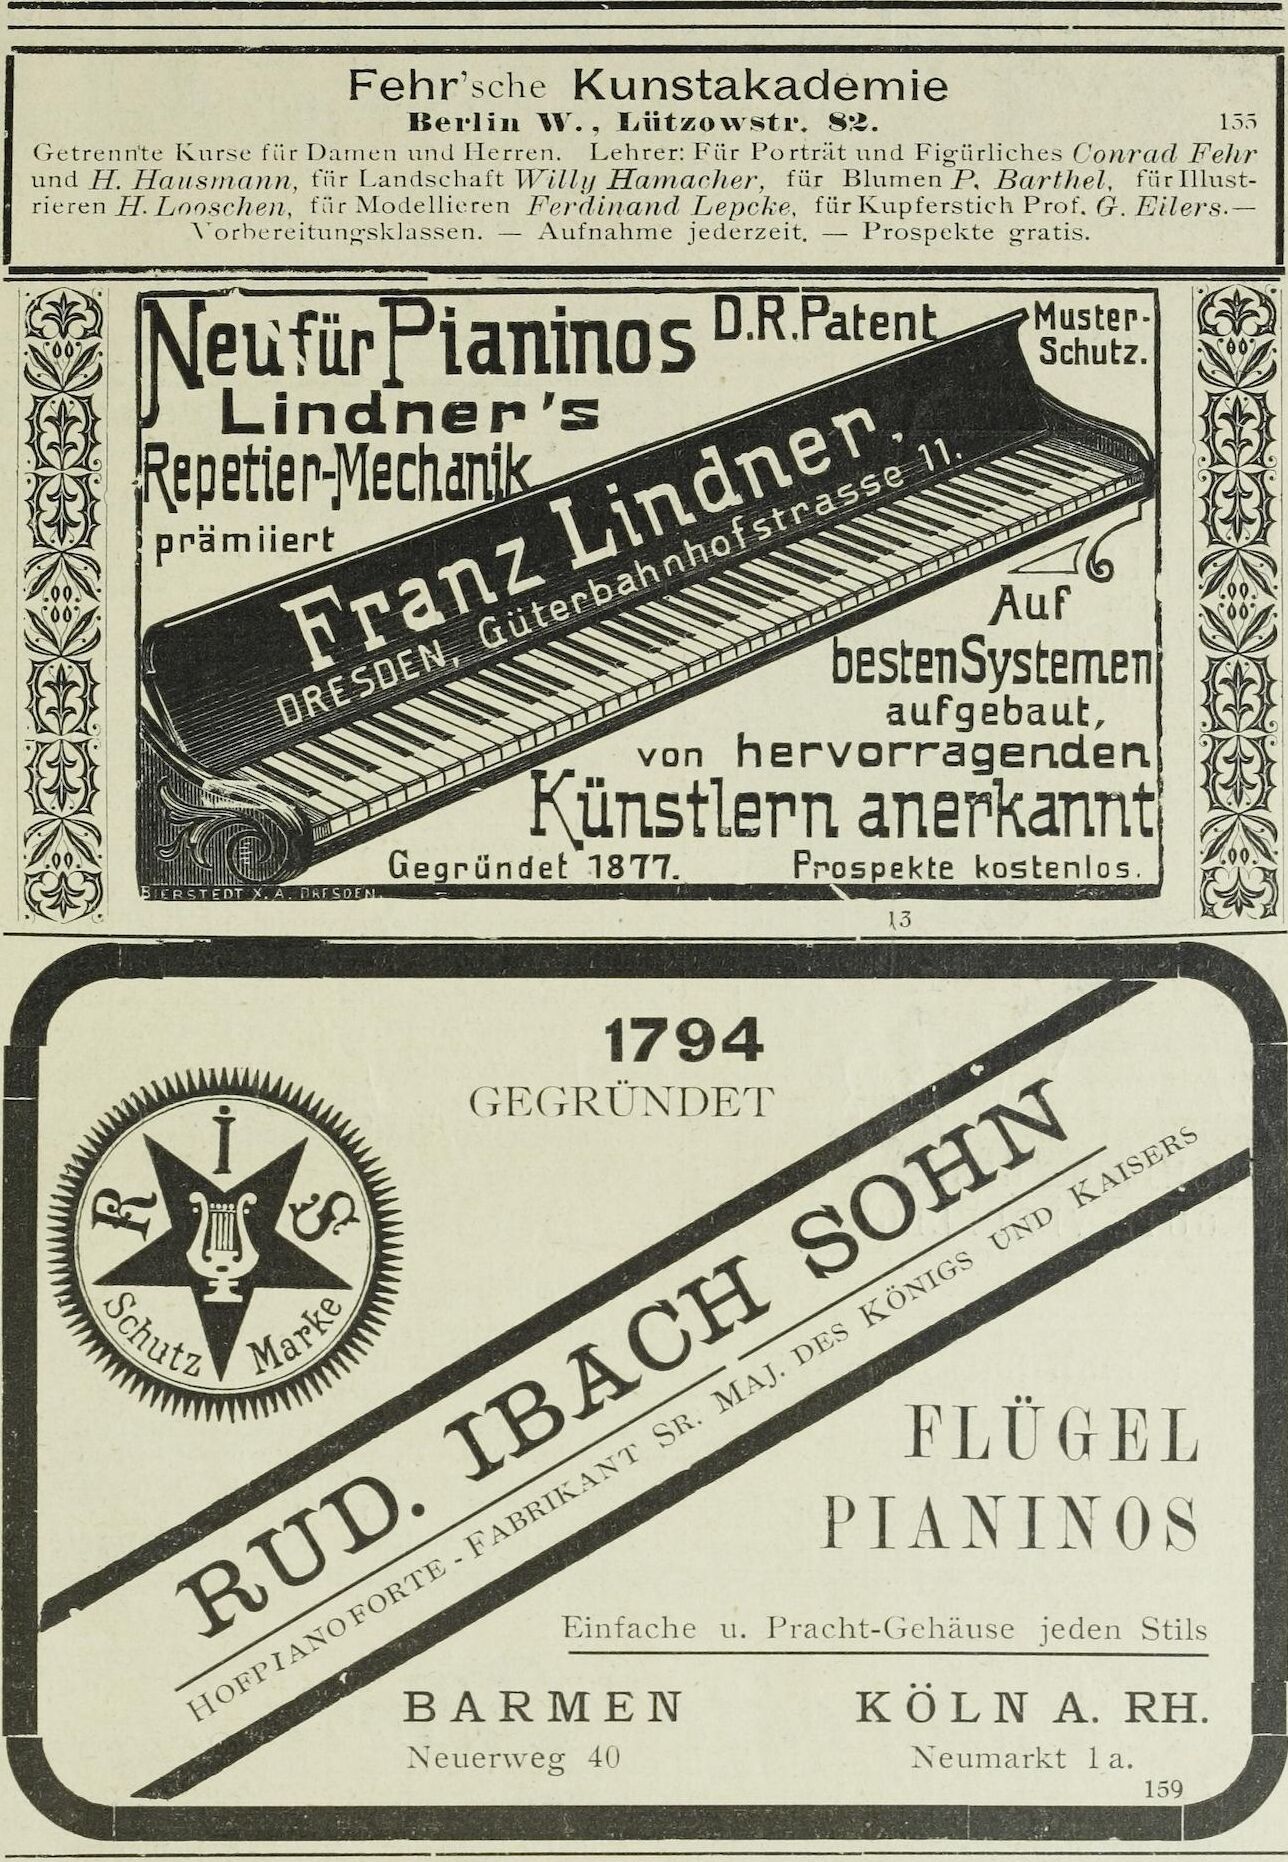 Fehr'sche Kunstakademie
Berlin W., Lützowstr. 82.
155
Getrennte Kurse für Damen und Herren. Lehrer: Für Porträt und Figürliches Conrad Fehr
und H. Hausmann, für Landschaft Willy Hamacher, für Blumen P. Barthel, für Illust-
rieren H. Looschen, für Modellieren Ferdinand Lepcke, für Kupferstich Prof. G. Eilers.—
Vorbereitungsklassen. — Aufnahme jederzeit. — Prospekte gratis.
Neu für Pianinos
D.R.Patent
Muster-
Schutz.
Lindner's
Repetier-Mechanik
prämiiert
Franz Lindner,
DRESDEN, Güterbahnhofstrasse 11.
Auf
besten Systemen
aufgebaut,
von hervorragenden
Künstlern anerkannt
Gegründet 1877. Prospekte kostenlos.
BIERSTEDT X.A. DRESDEN.
13
1794
GEGRÜNDET
R I S
Schutz Marke
RUD. IBACH SOHN
HOFPIANOFORTE-FABRIKANT SR. MAJ. DES KÖNIGS UND KAISERS
FLÜGEL
PIANINOS
Einfache u. Pracht-Gehäuse jeden Stils
BARMEN KÖLN A. RH.
Neuerweg 40 Neumarkt 1a.
159